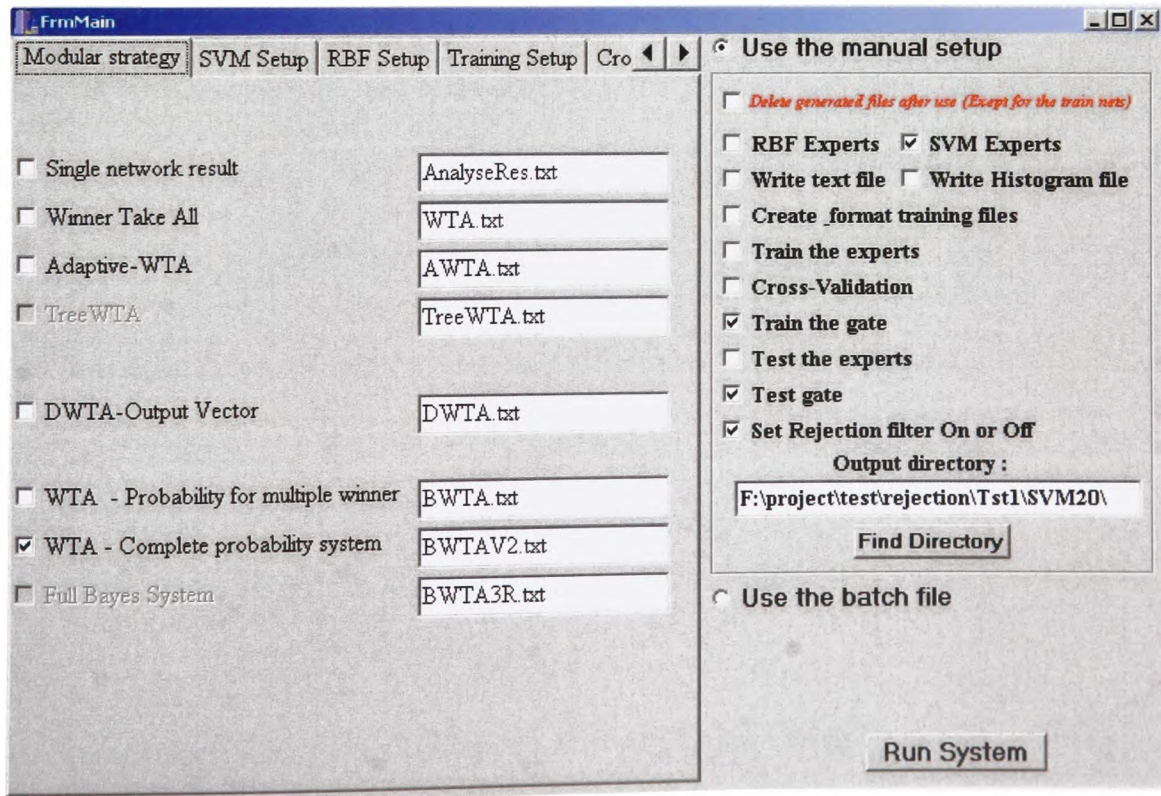 FrmMain
Modular strategy SVM Setup RBF Setup Training Setup Cro
Single network result AnalyseRes.txt
Winner Take All WTA.txt
Adaptive-WTA AWTA.txt
TreeWTA TreeWTA.txt
DWTA-Output Vector DWTA.txt
WTA - Probability for multiple winner BWTA.txt
WTA - Complete probability system BWTAV2.txt
Full Bayes System BWTA3R.txt
Use the manual setup
Delete generated files after use (Exept for the train nets)
RBF Experts SVM Experts
Write text file Write Histogram file
Create _format training files
Train the experts
Cross-Validation
Train the gate
Test the experts
Test gate
Set Rejection filter On or Off
Output directory :
F:\project\test\rejection\Tst1\SVM20\
Find Directory
Use the batch file
Run System